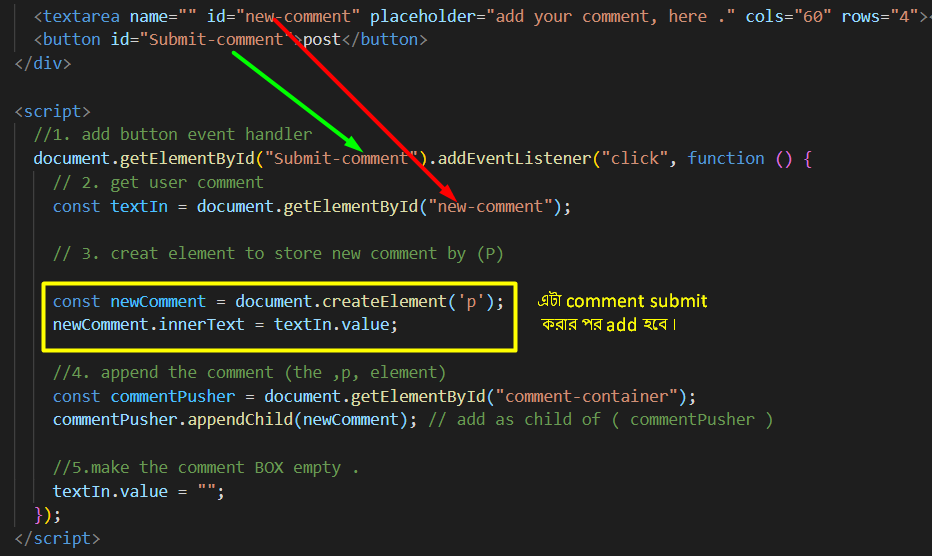 <textarea name="" id="new-comment" placeholder="add your comment, here ." cols="60" rows="4">
<button id="Submit-comment">post</button>
</div>
<script>
//1. add button event handler
document.getElementById("Submit-comment").addEventListener("click", function () {
// 2. get user comment
const textIn = document.getElementById("new-comment");
// 3. creat element to store new comment by (P)
const newComment = document.createElement('p');
newComment.innerText = textIn.value;
এটা comment submit
করার পর add হবে।
//4. append the comment (the ,p, element)
const commentPusher = document.getElementById("comment-container");
commentPusher.appendChild(newComment); // add as child of ( commentPusher )
//5.make the comment BOX empty .
textIn.value = "";
});
</script>